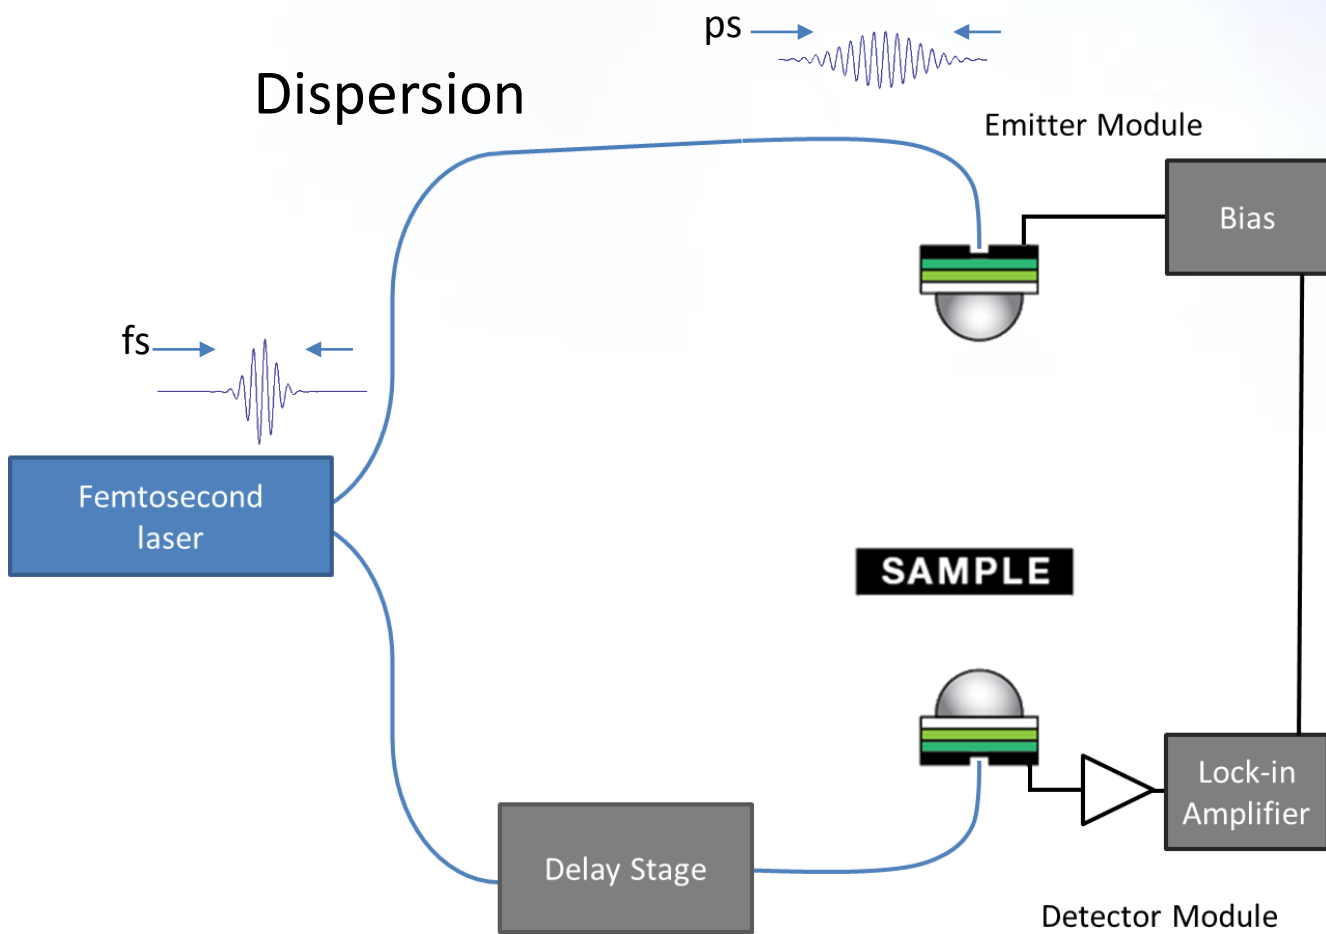 ps
Dispersion
Emitter Module
Bias
fs
Femtosecond
laser
SAMPLE
Lock-in
Amplifier
Delay Stage
Detector Module